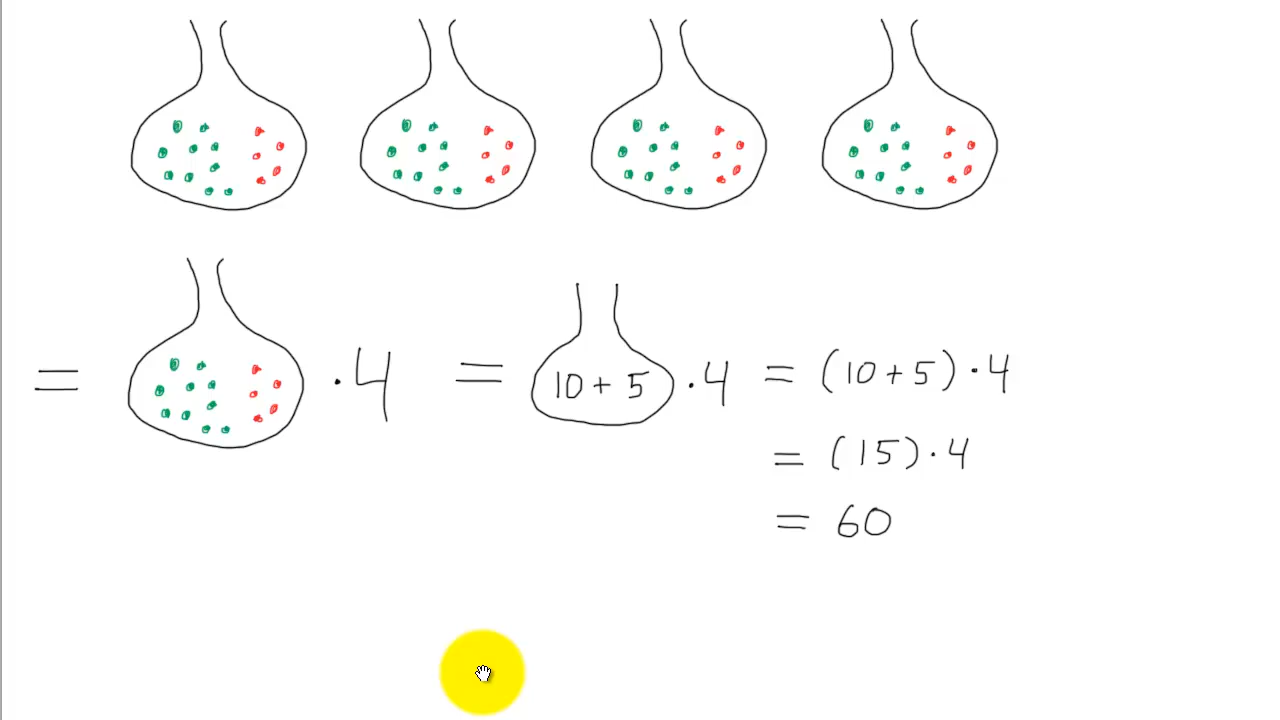 = · 4 = 10 + 5 · 4 = (10 + 5) · 4
= (15) · 4
= 60